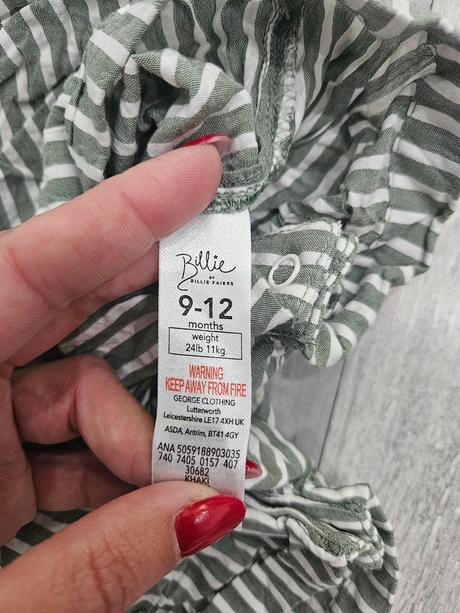 Billie
BY
BILLIE FAIERS
9-12
months
weight
24lb 11kg
WARNING
KEEP AWAY FROM FIRE
GEORGE CLOTHING
Lutterworth
Leicestershire LE17 4XH UK
ASDA, Antrim, BT41 4GY
ANA 5059188903035
740 7405 0157 407
30682
KHAKI